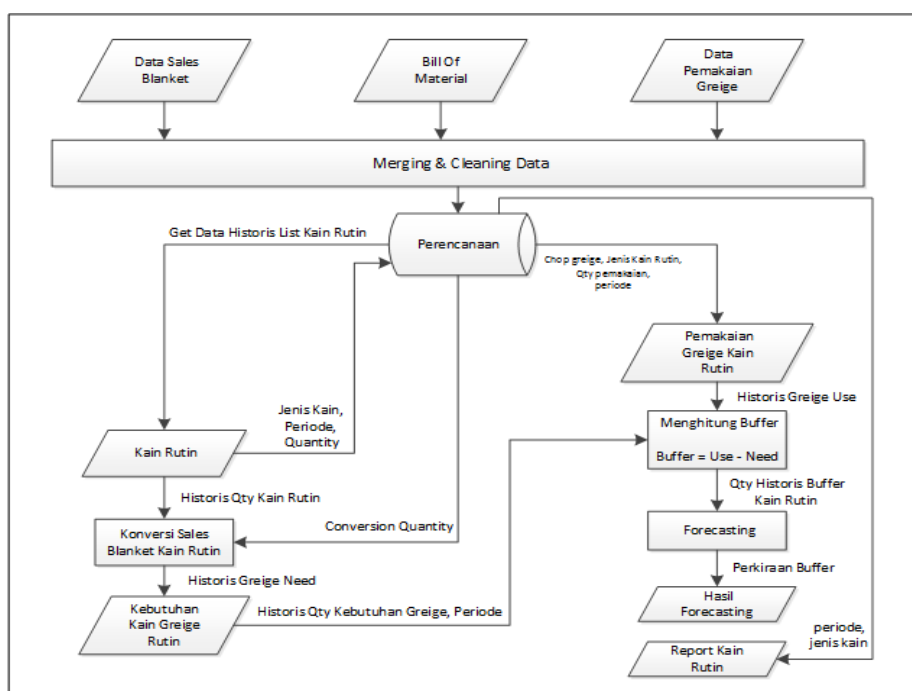 Data Sales
Blanket
Bill Of
Material
Data
Pemakaian
Greige
Merging & Cleaning Data
Perencanaan
Get Data Historis List Kain Rutin
Chop greige, Jenis Kain Rutin,
Qty pemakaian,
periode
Pemakaian
Greige Kain
Rutin
Historis Greige Use
Jenis Kain,
Periode,
Quantity
Kain Rutin
Menghitung Buffer
Buffer = Use - Need
Historis Qty Kain Rutin
Qty Historis Buffer
Kain Rutin
Conversion Quantity
Konversi Sales
Blanket Kain Rutin
Forecasting
Historis Greige Need
Perkiraan Buffer
Kebutuhan
Kain Greige
Rutin
Historis Qty Kebutuhan Greige, Periode
Hasil
Forecasting
periode,
jenis kain
Report Kain
Rutin